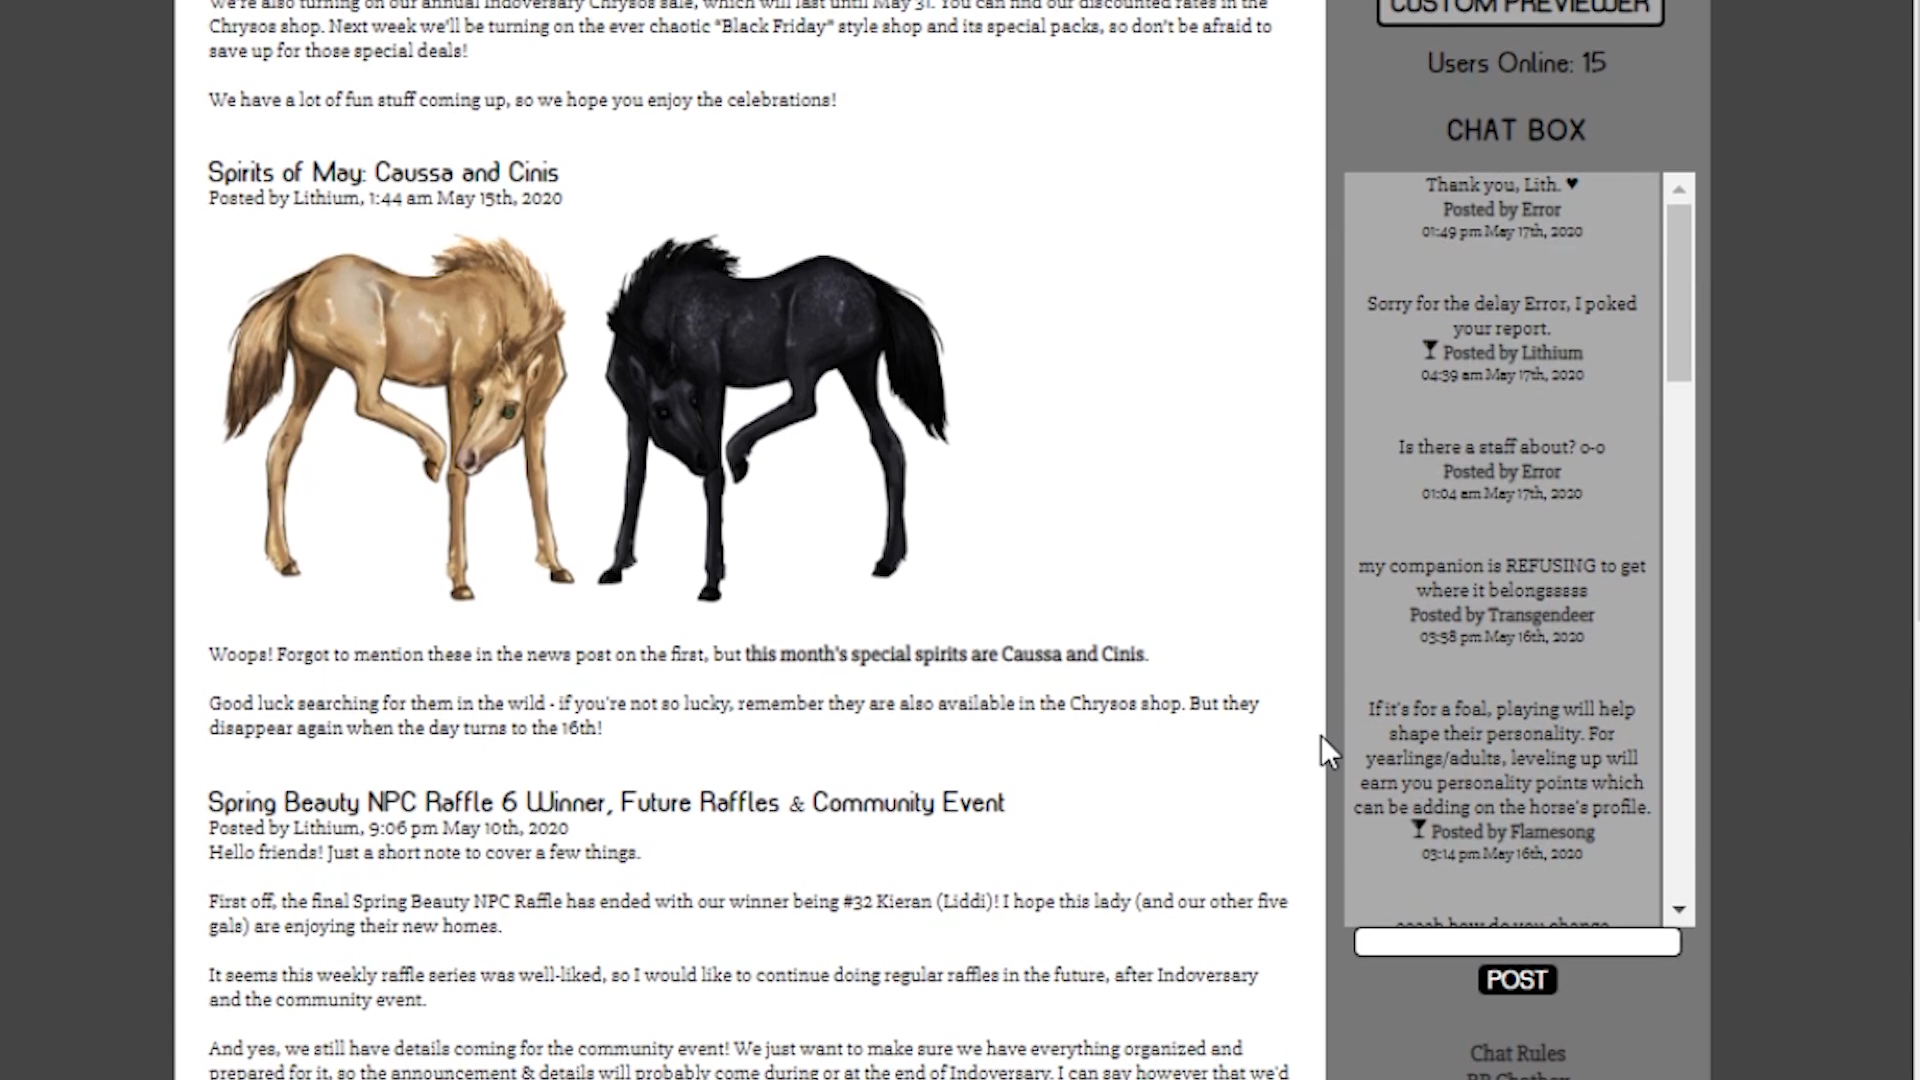 We're also turning on our annual Indoversary Chrysos sale, which will last until May 31. You can find our discounted rates in the
Chrysos shop. Next week we'll be turning on the ever chaotic "Black Friday" style shop and its special packs, so don't be afraid to
save up for those special deals!
We have a lot of fun stuff coming up, so we hope you enjoy the celebrations!
Spirits of May: Caussa and Cinis
Posted by Lithium, 1:44 am May 15th, 2020
Woops! Forgot to mention these in the news post on the first, but this month's special spirits are Caussa and Cinis.
Good luck searching for them in the wild - if you're not so lucky, remember they are also available in the Chrysos shop. But they
disappear again when the day turns to the 16th!
Spring Beauty NPC Raffle 6 Winner, Future Raffles & Community Event
Posted by Lithium, 9:06 pm May 10th, 2020
Hello friends! Just a short note to cover a few things.
First off, the final Spring Beauty NPC Raffle has ended with our winner being #32 Kieran (Liddi)! I hope this lady (and our other five
gals) are enjoying their new homes.
It seems this weekly raffle series was well-liked, so I would like to continue doing regular raffles in the future, after Indoversary
and the community event.
And yes, we still have details coming for the community event! We just want to make sure we have everything organized and
prepared for it, so the announcement & details will probably come during or at the end of Indoversary. I can say however that we'd
CUSTOM PREVIEWER
Users Online: 15
CHAT BOX
Thank you, Lith. ♥
Posted by Error
01:49 pm May 17th, 2020
Sorry for the delay Error, I poked
your report.
Posted by Lithium
04:39 am May 17th, 2020
Is there a staff about? o-o
Posted by Error
01:04 am May 17th, 2020
my companion is REFUSING to get
where it belongsssss
Posted by Transgendeer
03:38 pm May 16th, 2020
If it's for a foal, playing will help
shape their personality. For
yearlings/adults, leveling up will
earn you personality points which
can be adding on the horse's profile.
Posted by Flamesong
03:14 pm May 16th, 2020
how do you change
POST
Chat Rules
RP Chatbox